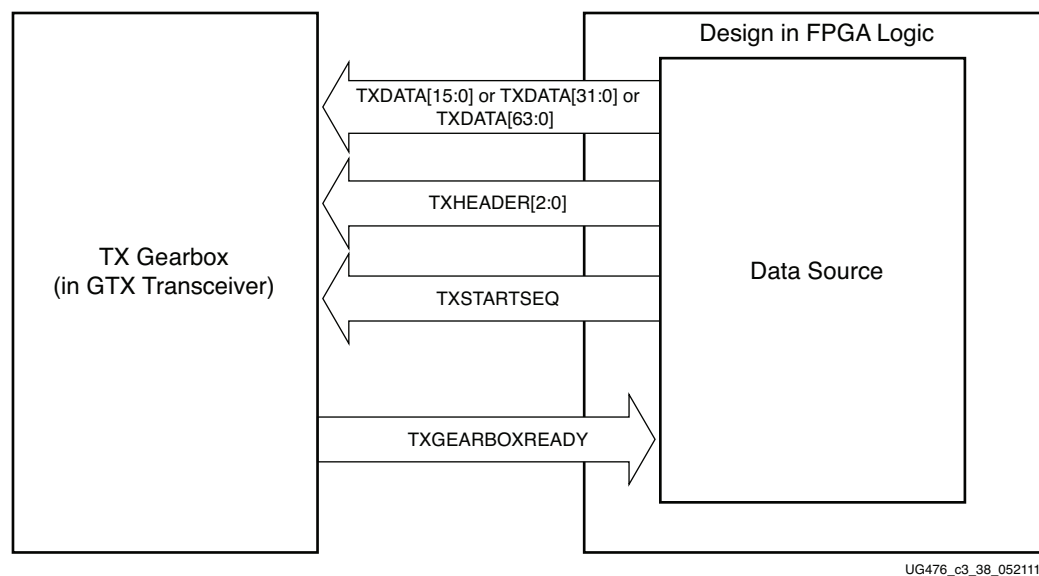 Design in FPGA Logic
TXDATA[15:0] or TXDATA[31:0] or
TXDATA[63:0]
TXHEADER[2:0]
TX Gearbox
(in GTX Transceiver)
Data Source
TXSTARTSEQ
TXGEARBOXREADY
UG476_c3_38_052111